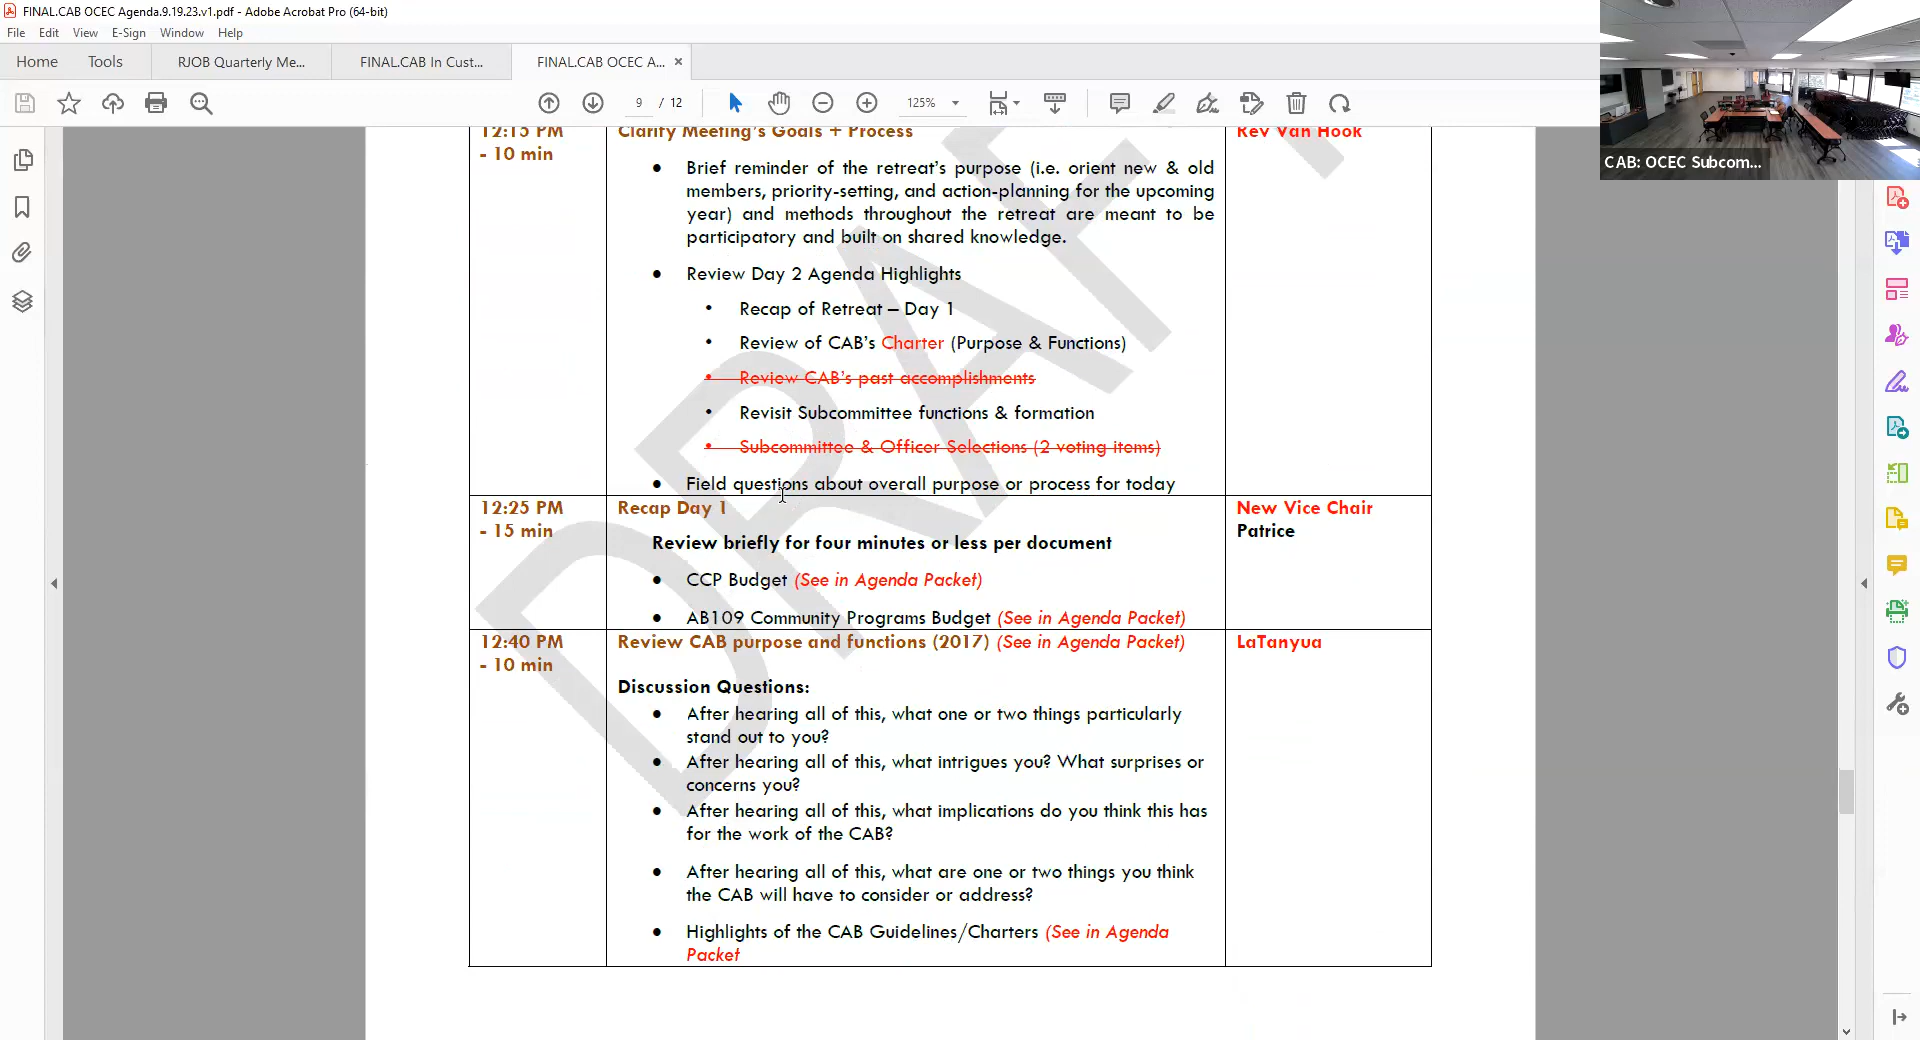 FINAL.CAB OCEC Agenda.9.19.23.v1.pdf - Adobe Acrobat Pro (64-bit)
File Edit View E-Sign Window Help
Home Tools RJOB Quarterly Me... FINAL.CAB In Cust... FINAL.CAB OCEC A... ×
9 / 12 125%
CAB: OCEC Subcom...
12:15 PM Clarify Meeting's Goals + Process Rev Van Hook
- 10 min
• Brief reminder of the retreat's purpose (i.e. orient new & old
members, priority-setting, and action-planning for the upcoming
year) and methods throughout the retreat are meant to be
participatory and built on shared knowledge.
• Review Day 2 Agenda Highlights
• Recap of Retreat – Day 1
• Review of CAB's Charter (Purpose & Functions)
• Review CAB's past accomplishments
• Revisit Subcommittee functions & formation
• Subcommittee & Officer Selections (2 voting items)
• Field questions about overall purpose or process for today
12:25 PM Recap Day 1 New Vice Chair
- 15 min Patrice
Review briefly for four minutes or less per document
• CCP Budget (See in Agenda Packet)
• AB109 Community Programs Budget (See in Agenda Packet)
12:40 PM Review CAB purpose and functions (2017) (See in Agenda Packet) LaTanyua
- 10 min
Discussion Questions:
• After hearing all of this, what one or two things particularly
stand out to you?
• After hearing all of this, what intrigues you? What surprises or
concerns you?
• After hearing all of this, what implications do you think this has
for the work of the CAB?
• After hearing all of this, what are one or two things you think
the CAB will have to consider or address?
• Highlights of the CAB Guidelines/Charters (See in Agenda
Packet
DRAFT